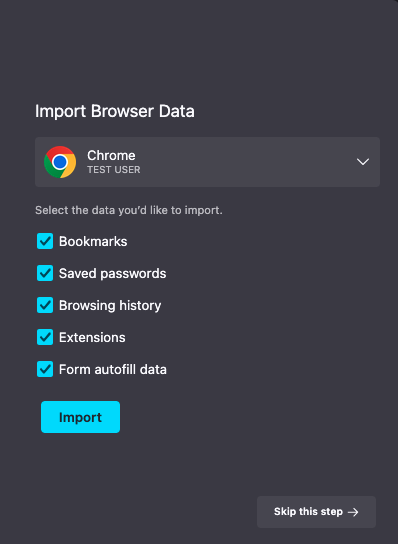 Import Browser Data
Chrome
TEST USER
Select the data you'd like to import.
Bookmarks
Saved passwords
Browsing history
Extensions
Form autofill data
Import
Skip this step →